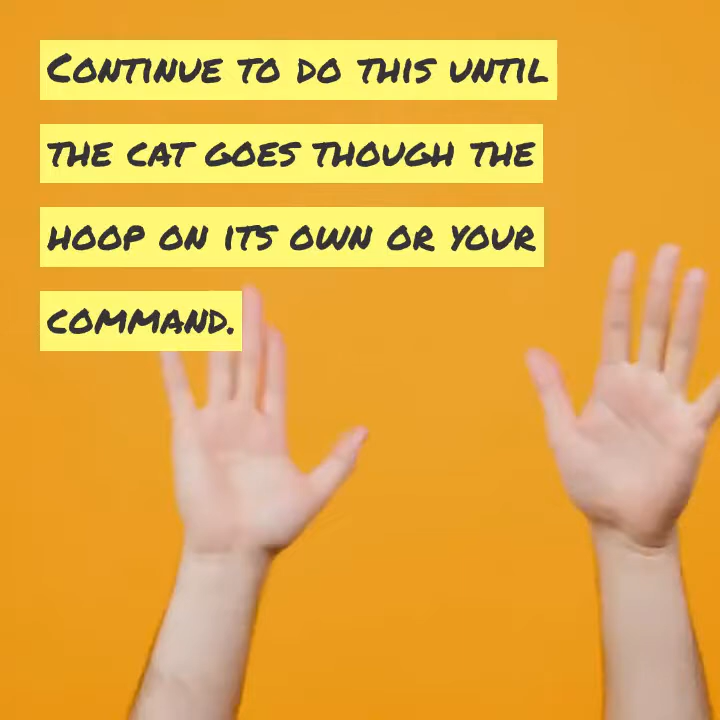 Continue to do this until
the cat goes though the
hoop on its own or your
command.